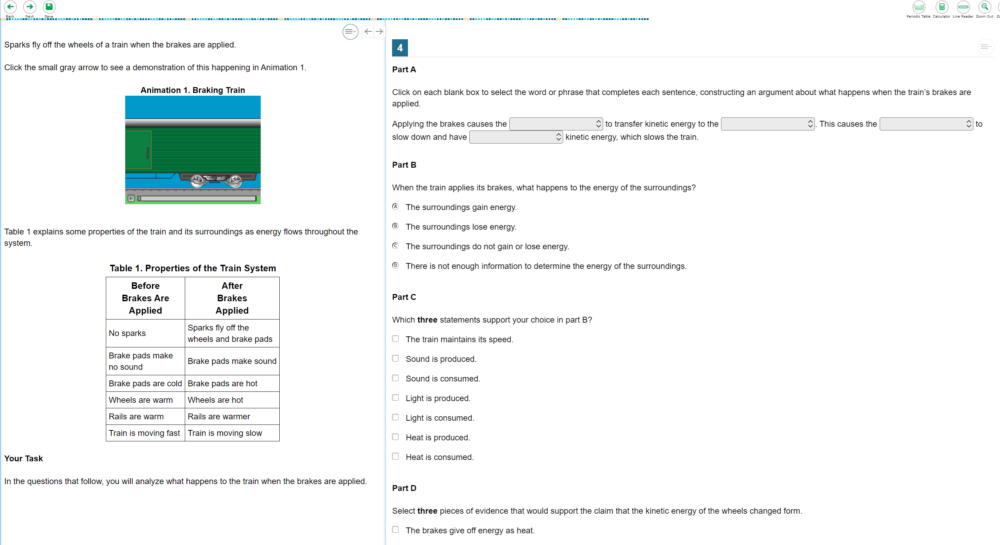 Back Next Save
Periodic Table Calculator Line Reader Zoom Out
Sparks fly off the wheels of a train when the brakes are applied.
Click the small gray arrow to see a demonstration of this happening in Animation 1.
Animation 1. Braking Train
Table 1 explains some properties of the train and its surroundings as energy flows throughout the
system.
Table 1. Properties of the Train System
Before
Brakes Are
Applied
After
Brakes
Applied
No sparks
Sparks fly off the
wheels and brake pads
Brake pads make
no sound
Brake pads make sound
Brake pads are cold
Brake pads are hot
Wheels are warm
Wheels are hot
Rails are warm
Rails are warmer
Train is moving fast
Train is moving slow
Your Task
In the questions that follow, you will analyze what happens to the train when the brakes are applied.
4
Part A
Click on each blank box to select the word or phrase that completes each sentence, constructing an argument about what happens when the train’s brakes are
applied.
Applying the brakes causes the to transfer kinetic energy to the . This causes the to
slow down and have kinetic energy, which slows the train.
Part B
When the train applies its brakes, what happens to the energy of the surroundings?
A The surroundings gain energy.
B The surroundings lose energy.
C The surroundings do not gain or lose energy.
D There is not enough information to determine the energy of the surroundings.
Part C
Which three statements support your choice in part B?
The train maintains its speed.
Sound is produced.
Sound is consumed.
Light is produced.
Light is consumed.
Heat is produced.
Heat is consumed.
Part D
Select three pieces of evidence that would support the claim that the kinetic energy of the wheels changed form.
The brakes give off energy as heat.